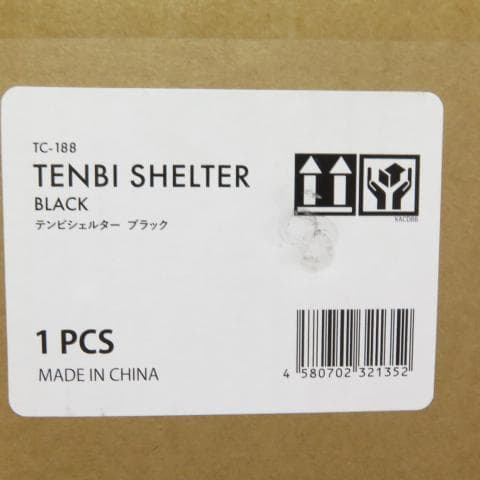 TC-188
TENBI SHELTER
BLACK
テンビシェルター ブラック
XACDBB
1 PCS
MADE IN CHINA
4 580702 321352